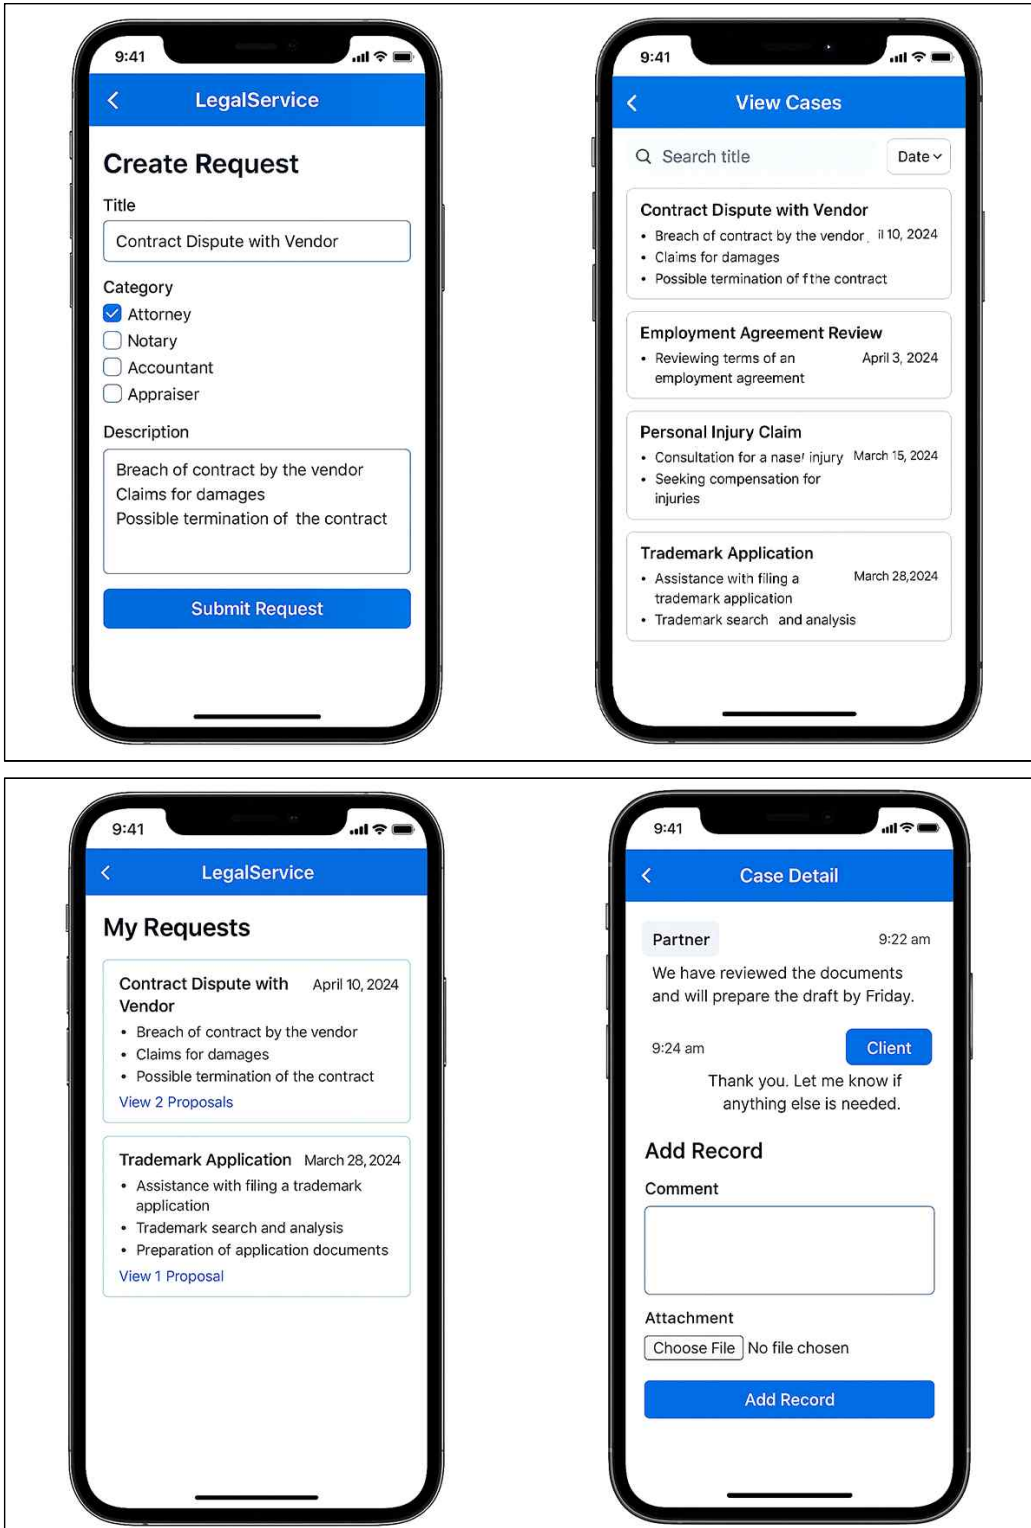 9:41
LegalService
Create Request
Title
Contract Dispute with Vendor
Category
Attorney
Notary
Accountant
Appraiser
Description
Breach of contract by the vendor
Claims for damages
Possible termination of the contract
Submit Request
9:41
View Cases
Search title
Date
Contract Dispute with Vendor
• Breach of contract by the vendor 10, 2024
• Claims for damages
• Possible termination of the contract
Employment Agreement Review
• Reviewing terms of an April 3, 2024
employment agreement
Personal Injury Claim
• Consultation for a injury March 15, 2024
• Seeking compensation for
injuries
Trademark Application
• Assistance with filing a March 28,2024
trademark application
• Trademark search and analysis
9:41
LegalService
My Requests
Contract Dispute with April 10, 2024
Vendor
• Breach of contract by the vendor
• Claims for damages
• Possible termination of the contract
View 2 Proposals
Trademark Application March 28, 2024
• Assistance with filing a trademark
application
• Trademark search and analysis
• Preparation of application documents
View 1 Proposal
9:41
Case Detail
Partner 9:22 am
We have reviewed the documents
and will prepare the draft by Friday.
9:24 am Client
Thank you. Let me know if
anything else is needed.
Add Record
Comment
Attachment
Choose File No file chosen
Add Record